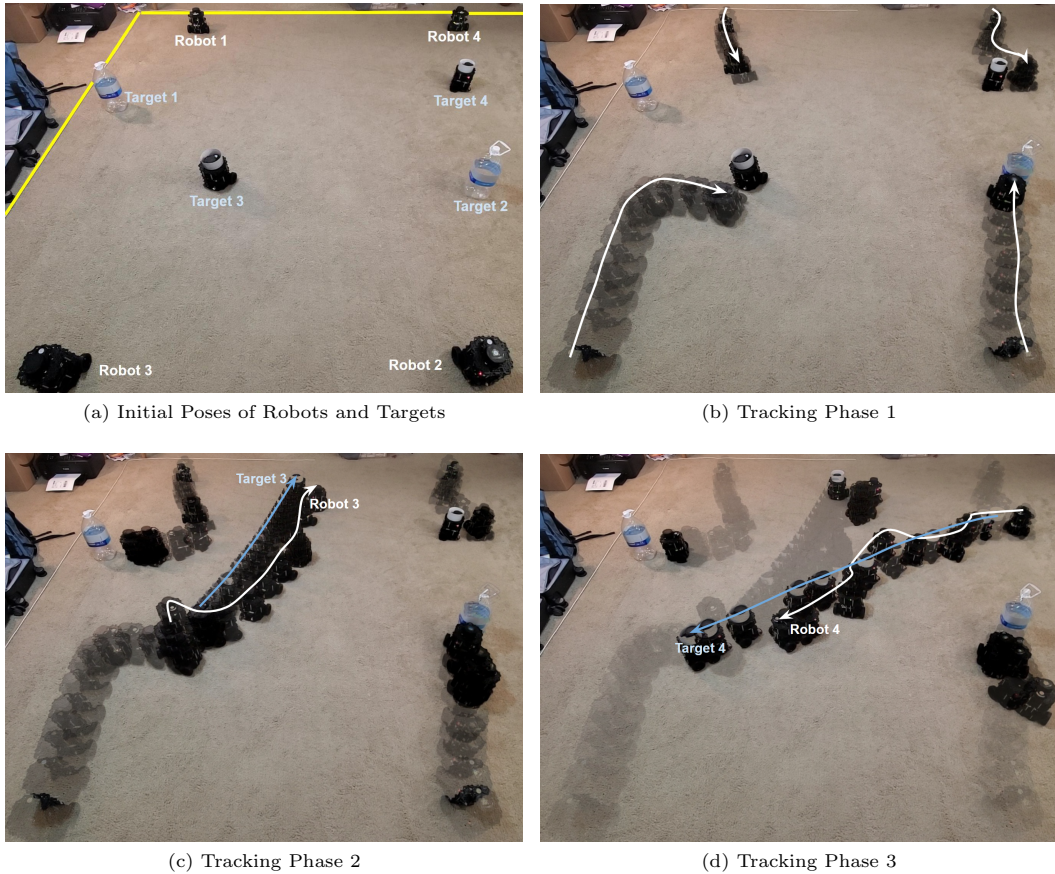 Robot 1
Robot 4
Target 1
Target 4
Target 3
Target 2
Robot 3
Robot 2
(a) Initial Poses of Robots and Targets
(b) Tracking Phase 1
Target 3
Robot 3
Robot 4
Target 4
(c) Tracking Phase 2
(d) Tracking Phase 3